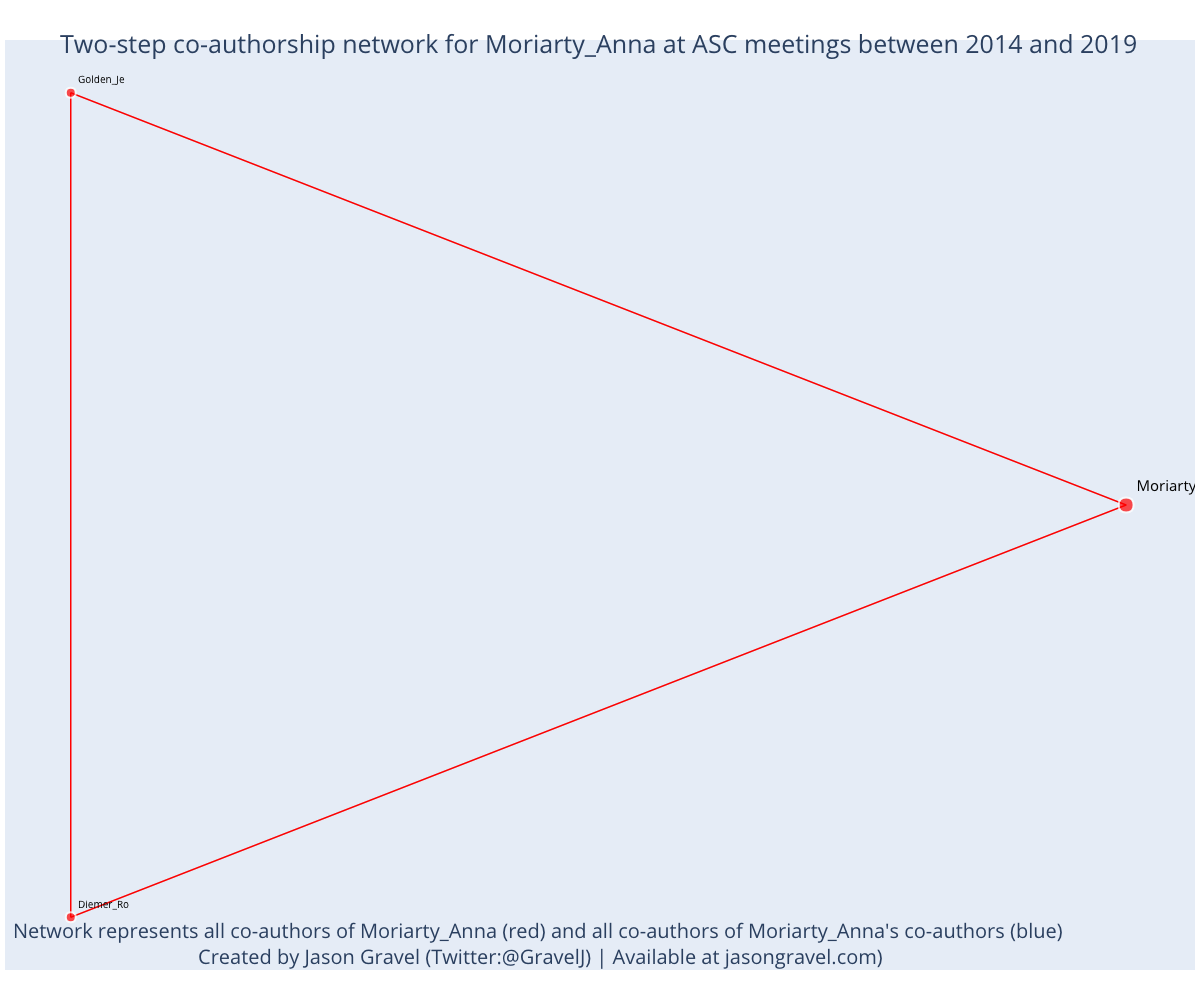 Two-step co-authorship network for Moriarty_Anna at ASC meetings between 2014 and 2019
Golden_Je
Moriarty
Diemer_Ro
Network represents all co-authors of Moriarty_Anna (red) and all co-authors of Moriarty_Anna's co-authors (blue)
Created by Jason Gravel (Twitter:@GravelJ) | Available at jasongravel.com)